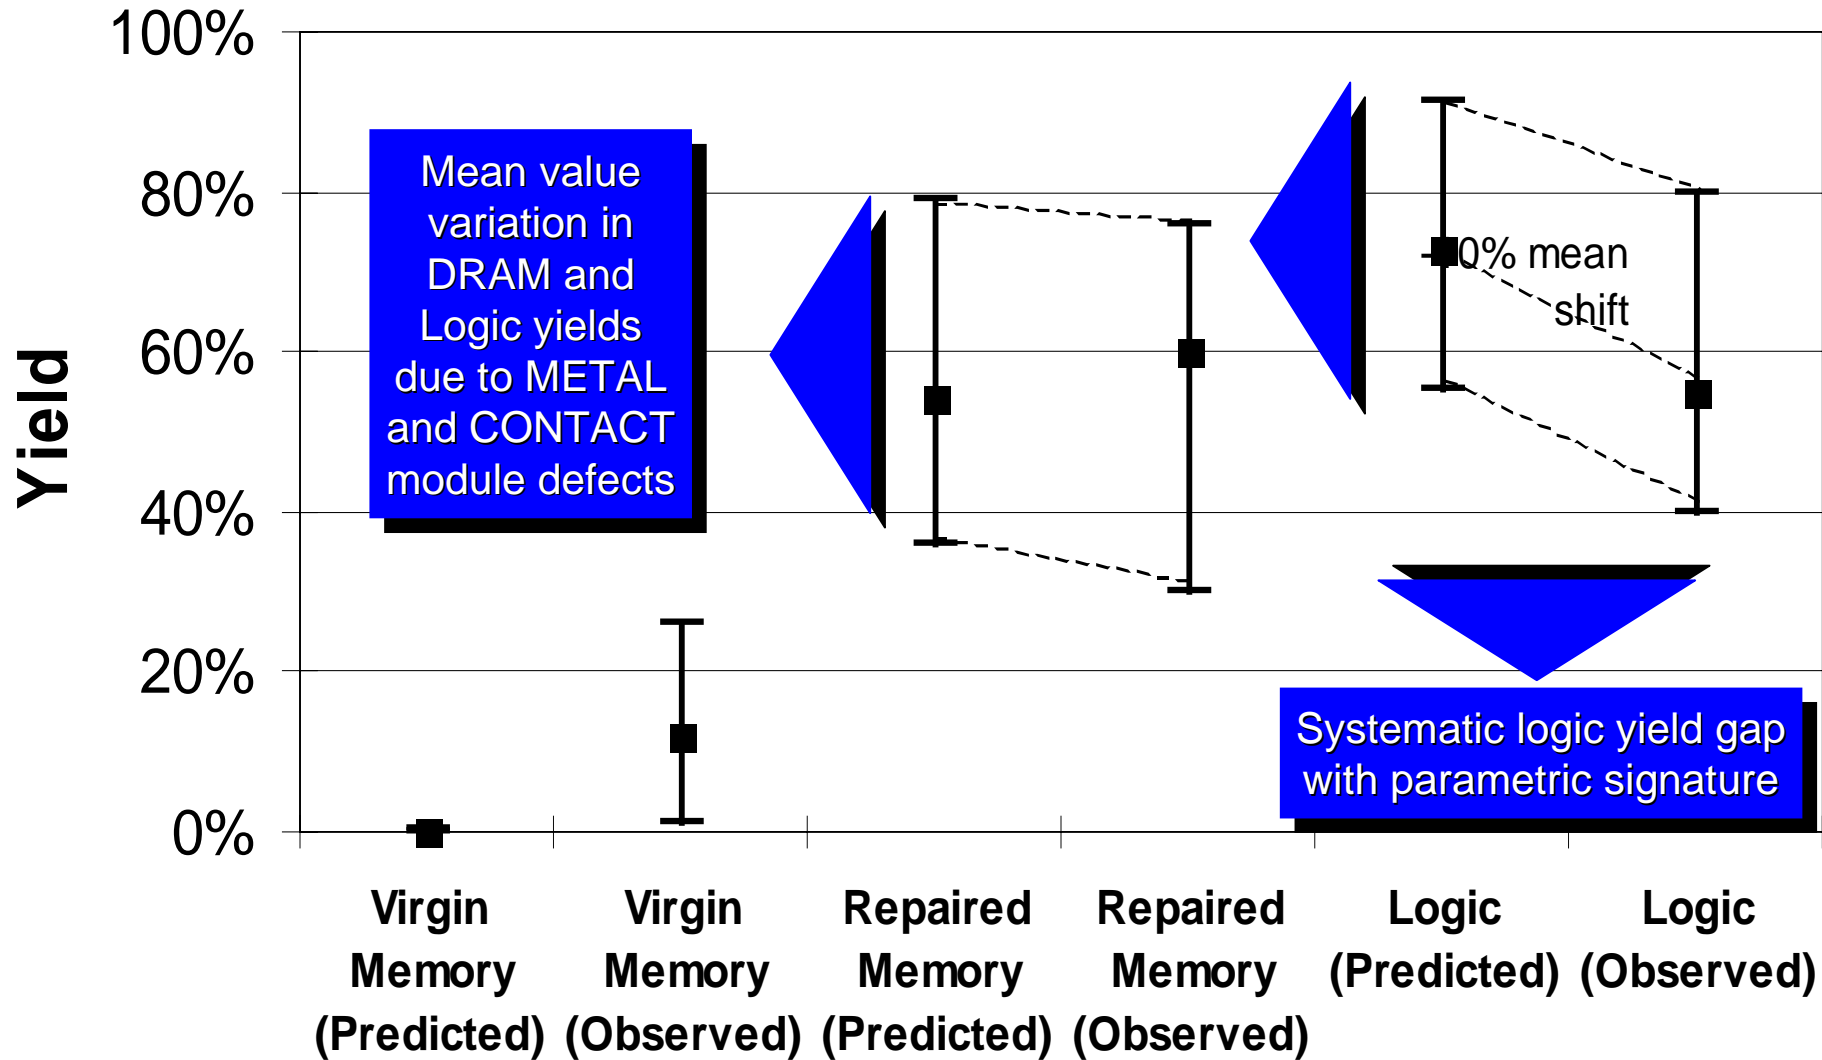 100%
80%
60%
40%
20%
0%
Yield
Mean value
variation in
DRAM and
Logic yields
due to METAL
and CONTACT
module defects
0% mean
shift
Systematic logic yield gap
with parametric signature
Virgin
Memory
(Predicted)
Virgin
Memory
(Observed)
Repaired
Memory
(Predicted)
Repaired
Memory
(Observed)
Logic
(Predicted)
Logic
(Observed)